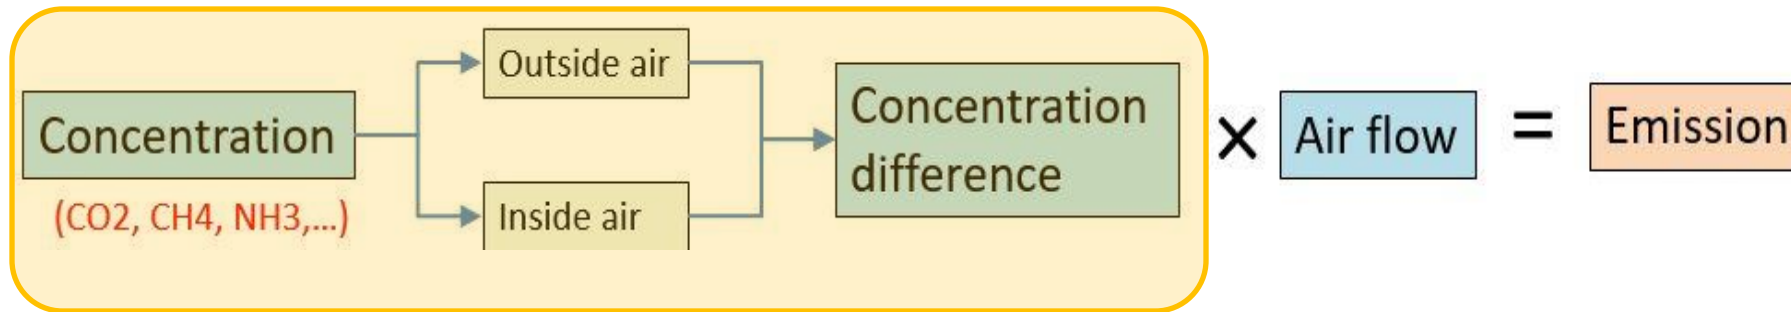 Concentration
(CO2, CH4, NH3,...)
Outside air
Inside air
Concentration
difference
×
Air flow
=
Emission